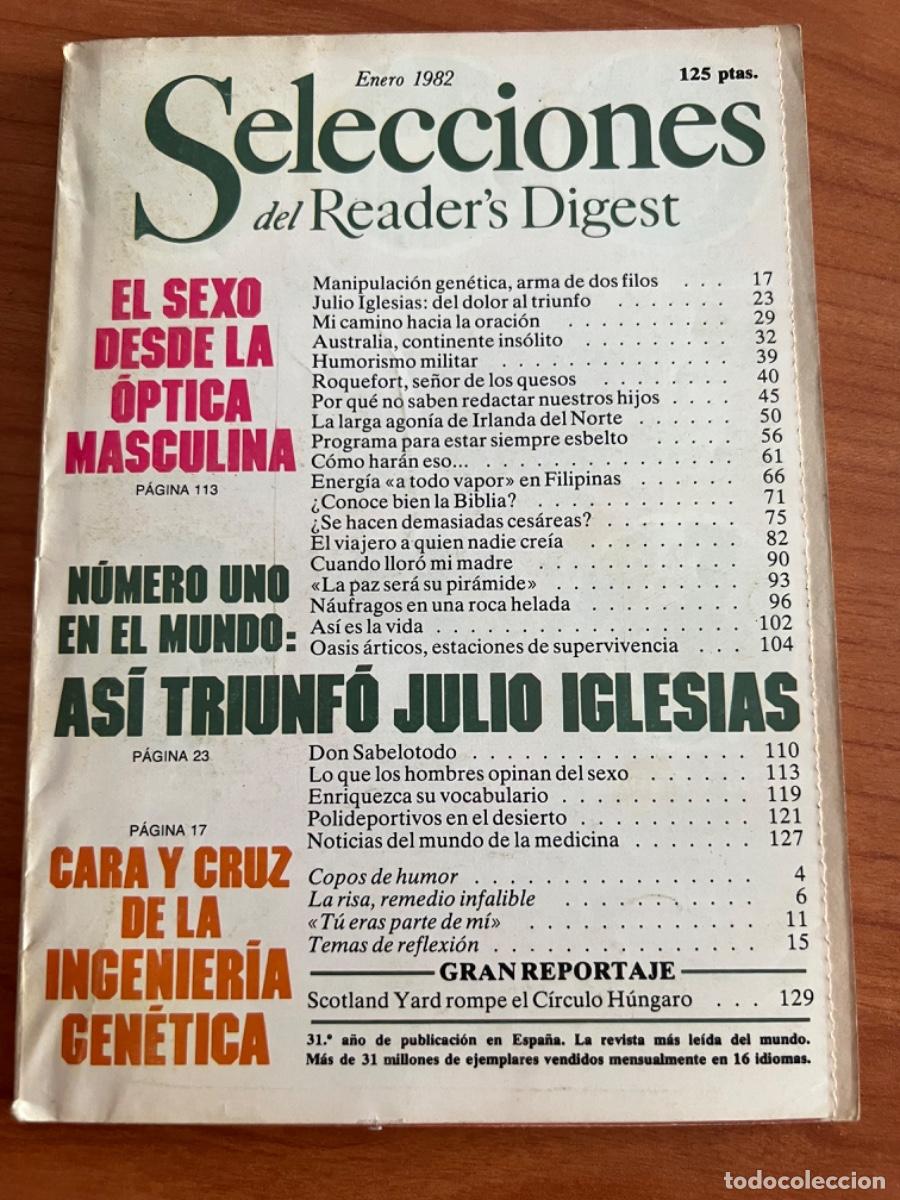 Enero 1982
125 ptas.
Selecciones
del Reader's Digest
EL SEXO
DESDE LA
ÓPTICA
MASCULINA
PÁGINA 113
Manipulación genética, arma de dos filos . . . 17
Julio Iglesias: del dolor al triunfo . . . . . . . 23
Mi camino hacia la oración . . . . . . . . . . 29
Australia, continente insólito . . . . . . . . . 32
Humorismo militar . . . . . . . . . . . . . 39
Roquefort, señor de los quesos . . . . . . . . 40
Por qué no saben redactar nuestros hijos . . . . 45
La larga agonía de Irlanda del Norte . . . . . . 50
Programa para estar siempre esbelto . . . . . . 56
Cómo harán eso... . . . . . . . . . . . . . . 61
Energía «a todo vapor» en Filipinas . . . . . . 66
¿Conoce bien la Biblia? . . . . . . . . . . . 71
¿Se hacen demasiadas cesáreas? . . . . . . . . 75
El viajero a quien nadie creía . . . . . . . . . 82
Cuando lloró mi madre . . . . . . . . . . . 90
«La paz será su pirámide» . . . . . . . . . . 93
Náufragos en una roca helada . . . . . . . . . 96
Así es la vida . . . . . . . . . . . . . . . . 102
Oasis árticos, estaciones de supervivencia . . . 104
NÚMERO UNO
EN EL MUNDO:
ASÍ TRIUNFÓ JULIO IGLESIAS
PÁGINA 23
Don Sabelotodo . . . . . . . . . . . . . . . 110
Lo que los hombres opinan del sexo . . . . . . 113
Enriquezca su vocabulario . . . . . . . . . . . 119
Polideportivos en el desierto . . . . . . . . . . 121
Noticias del mundo de la medicina . . . . . . . 127
PÁGINA 17
CARA Y CRUZ
DE LA
INGENIERÍA
GENÉTICA
Copos de humor . . . . . . . . . . . . . . . 4
La risa, remedio infalible . . . . . . . . . . . 6
«Tú eras parte de mí» . . . . . . . . . . . . 11
Temas de reflexión . . . . . . . . . . . . . . 15
GRAN REPORTAJE
Scotland Yard rompe el Círculo Húngaro . . . 129
31.º año de publicación en España. La revista más leída del mundo.
Más de 31 millones de ejemplares vendidos mensualmente en 16 idiomas.
todocoleccion